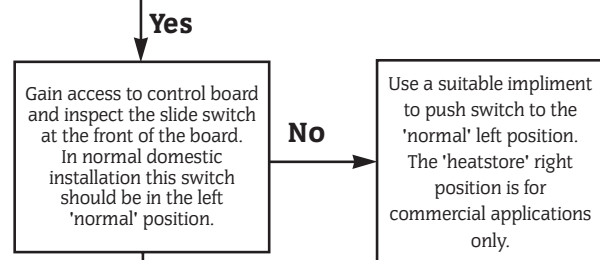 Yes
Gain access to control board
and inspect the slide switch
at the front of the board.
In normal domestic
installation this switch
should be in the left
'normal' position.
No
Use a suitable impliment
to push switch to the
'normal' left position.
The 'heatstore' right
position is for
commercial applications
only.